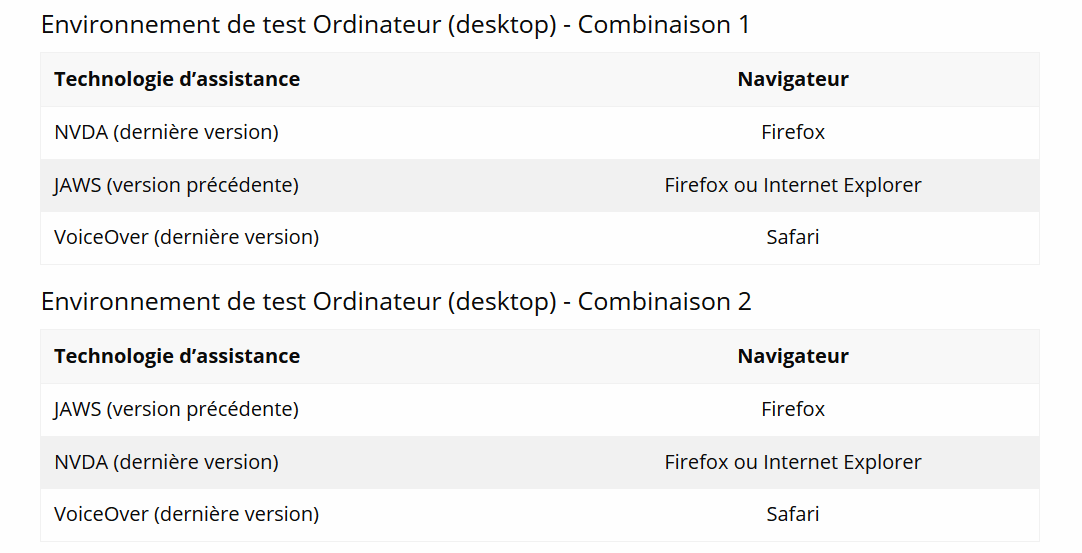 Environnement de test Ordinateur (desktop) - Combinaison 1
Technologie d’assistance Navigateur
NVDA (dernière version) Firefox
JAWS (version précédente) Firefox ou Internet Explorer
VoiceOver (dernière version) Safari
Environnement de test Ordinateur (desktop) - Combinaison 2
Technologie d’assistance Navigateur
JAWS (version précédente) Firefox
NVDA (dernière version) Firefox ou Internet Explorer
VoiceOver (dernière version) Safari